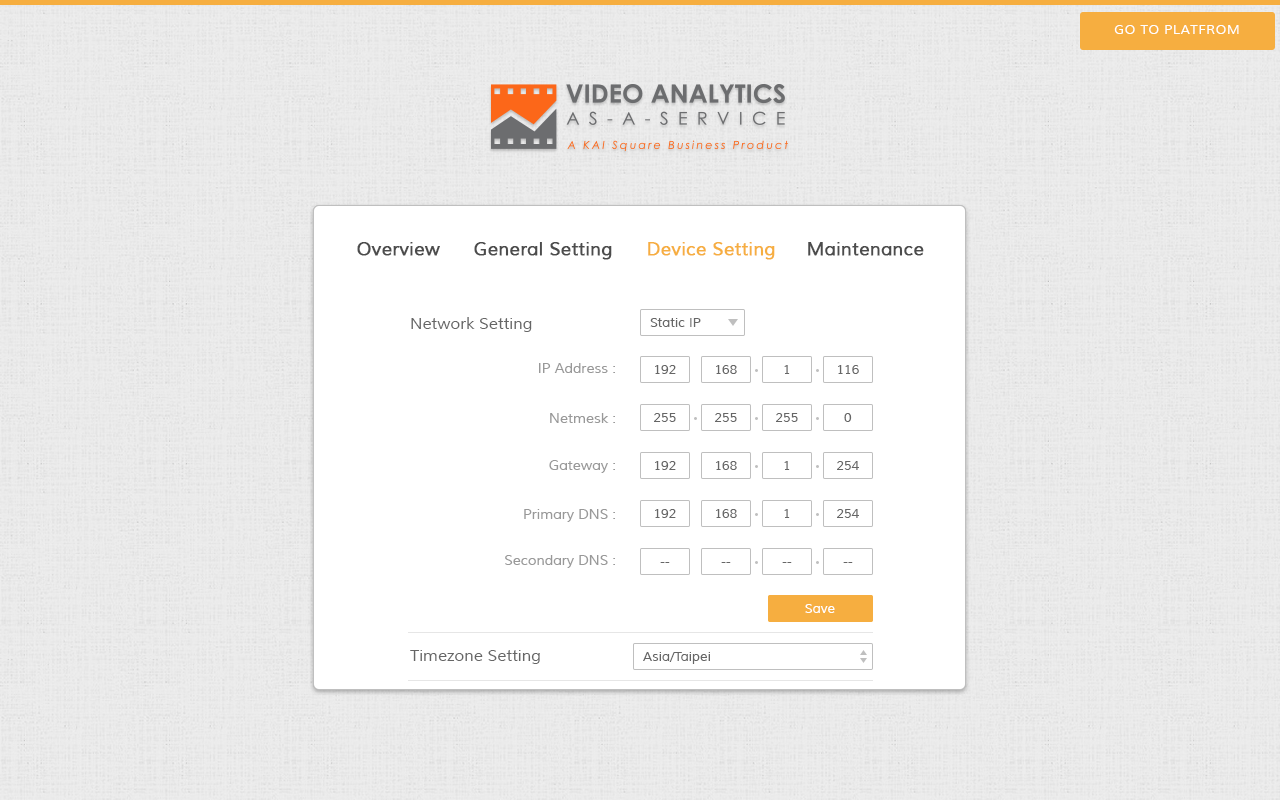 GO TO PLATFROM
VIDEO ANALYTICS
AS-A-SERVICE
A KAI Square Business Product
Overview General Setting Device Setting Maintenance
Network Setting Static IP
IP Address : 192 168 . 1 . 116
Netmesk : 255 . 255 . 255 . 0
Gateway : 192 168 . 1 . 254
Primary DNS : 192 168 . 1 . 254
Secondary DNS : -- -- . -- . --
Save
Timezone Setting Asia/Taipei